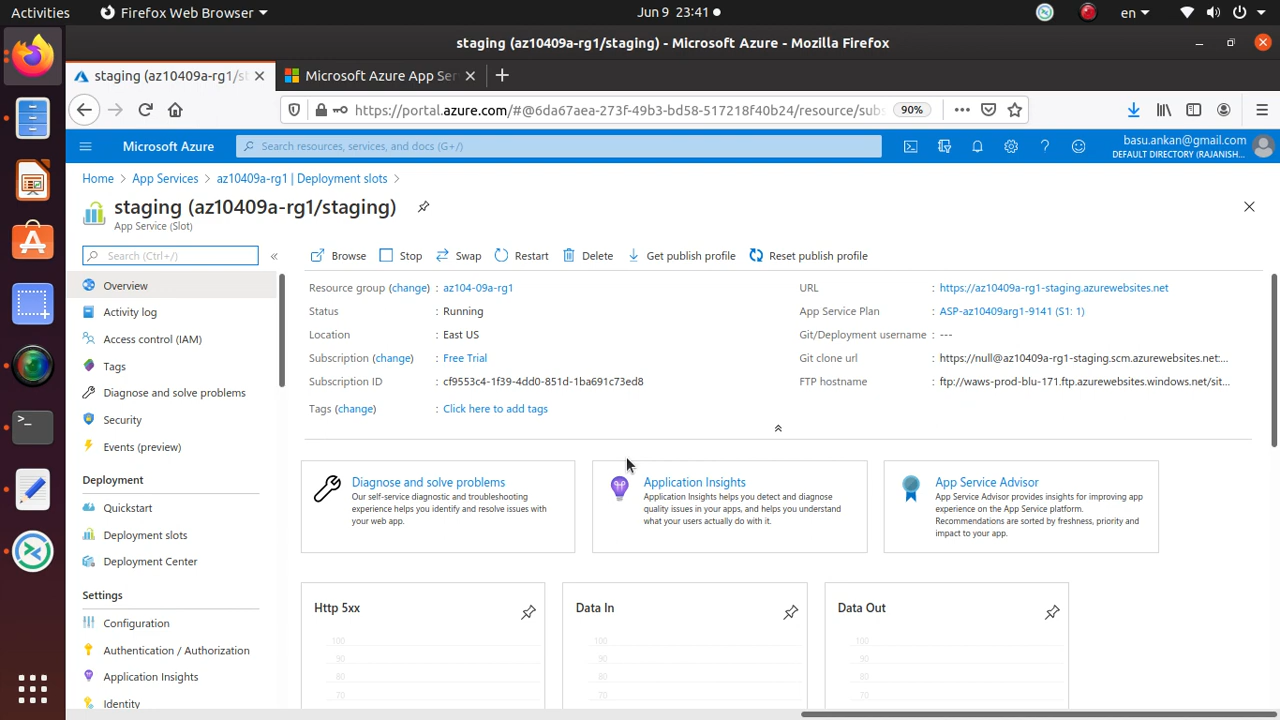 Activities
Firefox Web Browser
Jun 9 23:41
en
staging (az10409a-rg1/staging) - Microsoft Azure - Mozilla Firefox
staging (az10409a-rg1/s
Microsoft Azure App Ser
https://portal.azure.com/#@6da67aea-273f-49b3-bd58-517218f40b24/resource/sub
90%
Microsoft Azure
Search resources, services, and docs (G+/)
basu.ankan@gmail.com
DEFAULT DIRECTORY (RAJANISH...
Home > App Services > az10409a-rg1 | Deployment slots >
staging (az10409a-rg1/staging)
App Service (Slot)
Search (Ctrl+/)
Browse
Stop
Swap
Restart
Delete
Get publish profile
Reset publish profile
Overview
Activity log
Access control (IAM)
Tags
Diagnose and solve problems
Security
Events (preview)
Deployment
Quickstart
Deployment slots
Deployment Center
Settings
Configuration
Authentication / Authorization
Application Insights
Identity
Resource group (change) : az104-09a-rg1
Status : Running
Location : East US
Subscription (change) : Free Trial
Subscription ID : cf9553c4-1f39-4dd0-851d-1ba691c73ed8
Tags (change) : Click here to add tags
URL : https://az10409a-rg1-staging.azurewebsites.net
App Service Plan : ASP-az10409arg1-9141 (S1: 1)
Git/Deployment username : ---
Git clone url : https://null@az10409a-rg1-staging.scm.azurewebsites.net:...
FTP hostname : ftp://waws-prod-blu-171.ftp.azurewebsites.windows.net/sit...
Diagnose and solve problems
Our self-service diagnostic and troubleshooting
experience helps you identify and resolve issues with
your web app.
Application Insights
Application Insights helps you detect and diagnose
quality issues in your apps, and helps you understand
what your users actually do with it.
App Service Advisor
App Service Advisor provides insights for improving app
experience on the App Service platform.
Recommendations are sorted by freshness, priority and
impact to your app.
Http 5xx
100
90
80
70
Data In
100
90
80
70
Data Out
100
90
80
70